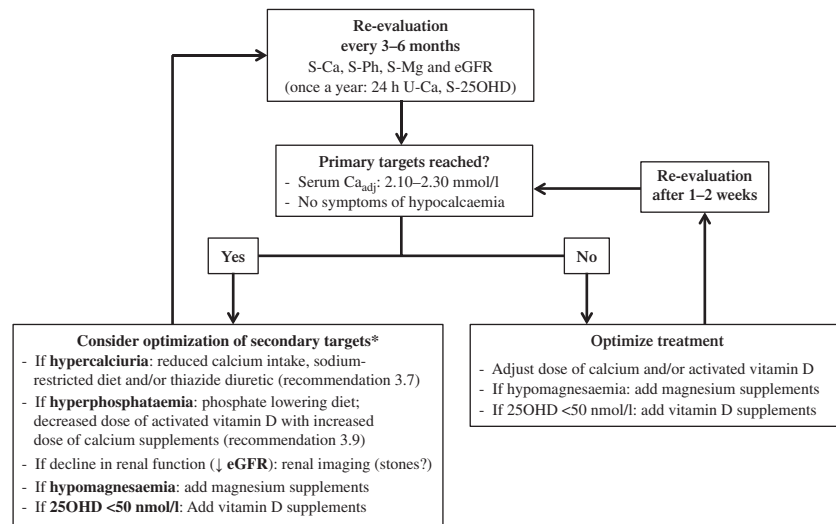 Re-evaluation
every 3–6 months
S-Ca, S-Ph, S-Mg and eGFR
(once a year: 24 h U-Ca, S-25OHD)
Primary targets reached?
- Serum Ca_adj: 2.10–2.30 mmol/l
- No symptoms of hypocalcaemia
Re-evaluation
after 1–2 weeks
Yes
No
Consider optimization of secondary targets*
- If hypercalciuria: reduced calcium intake, sodium-
restricted diet and/or thiazide diuretic (recommendation 3.7)
- If hyperphosphataemia: phosphate lowering diet;
decreased dose of activated vitamin D with increased
dose of calcium supplements (recommendation 3.9)
- If decline in renal function (↓ eGFR): renal imaging (stones?)
- If hypomagnesaemia: add magnesium supplements
- If 25OHD <50 nmol/l: Add vitamin D supplements
Optimize treatment
- Adjust dose of calcium and/or activated vitamin D
- If hypomagnesaemia: add magnesium supplements
- If 25OHD <50 nmol/l: add vitamin D supplements